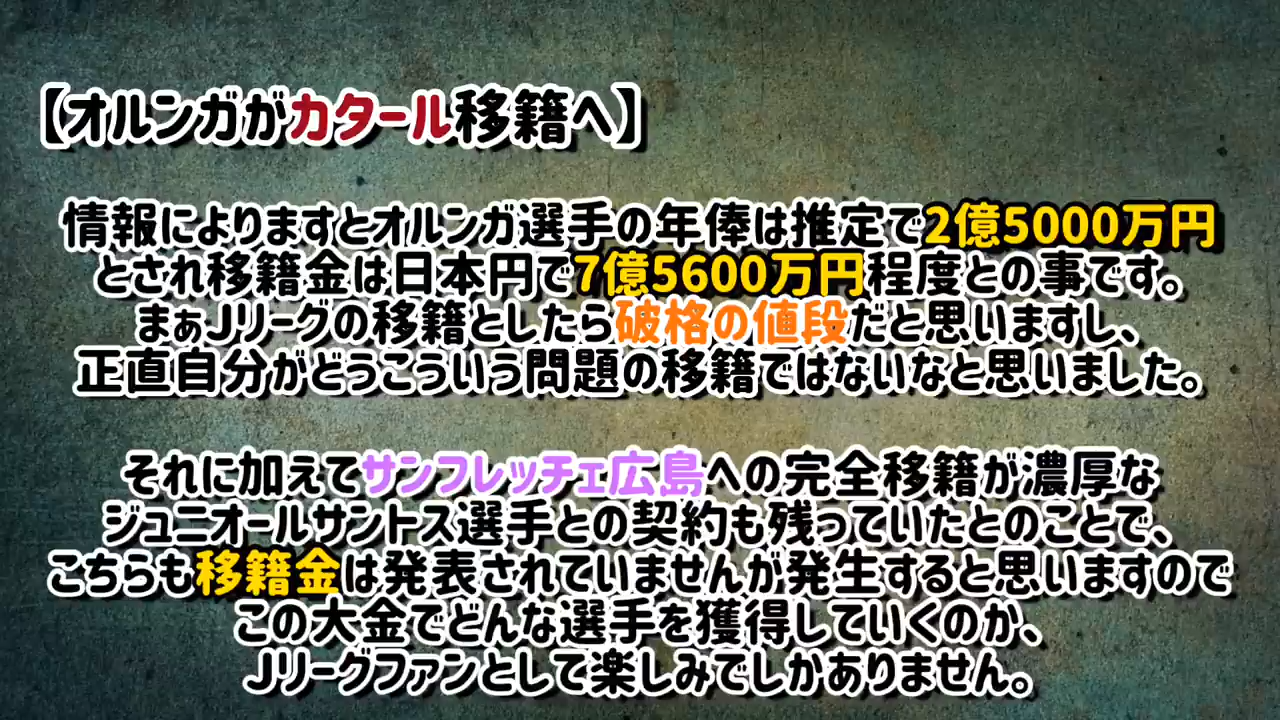 【オルンガがカタール移籍へ】
情報によりますとオルンガ選手の年俸は推定で2億5000万円
とされ移籍金は日本円で7億5600万円程度との事です。
まぁJリーグの移籍としたら破格の値段だと思いますし、
正直自分がどうこういう問題の移籍ではないなと思いました。
それに加えてサンフレッチェ広島への完全移籍が濃厚な
ジュニオールサントス選手との契約も残っていたとのことで、
こちらも移籍金は発表されていませんが発生すると思いますので
この大金でどんな選手を獲得していくのか、
Jリーグファンとして楽しみでしかありません。